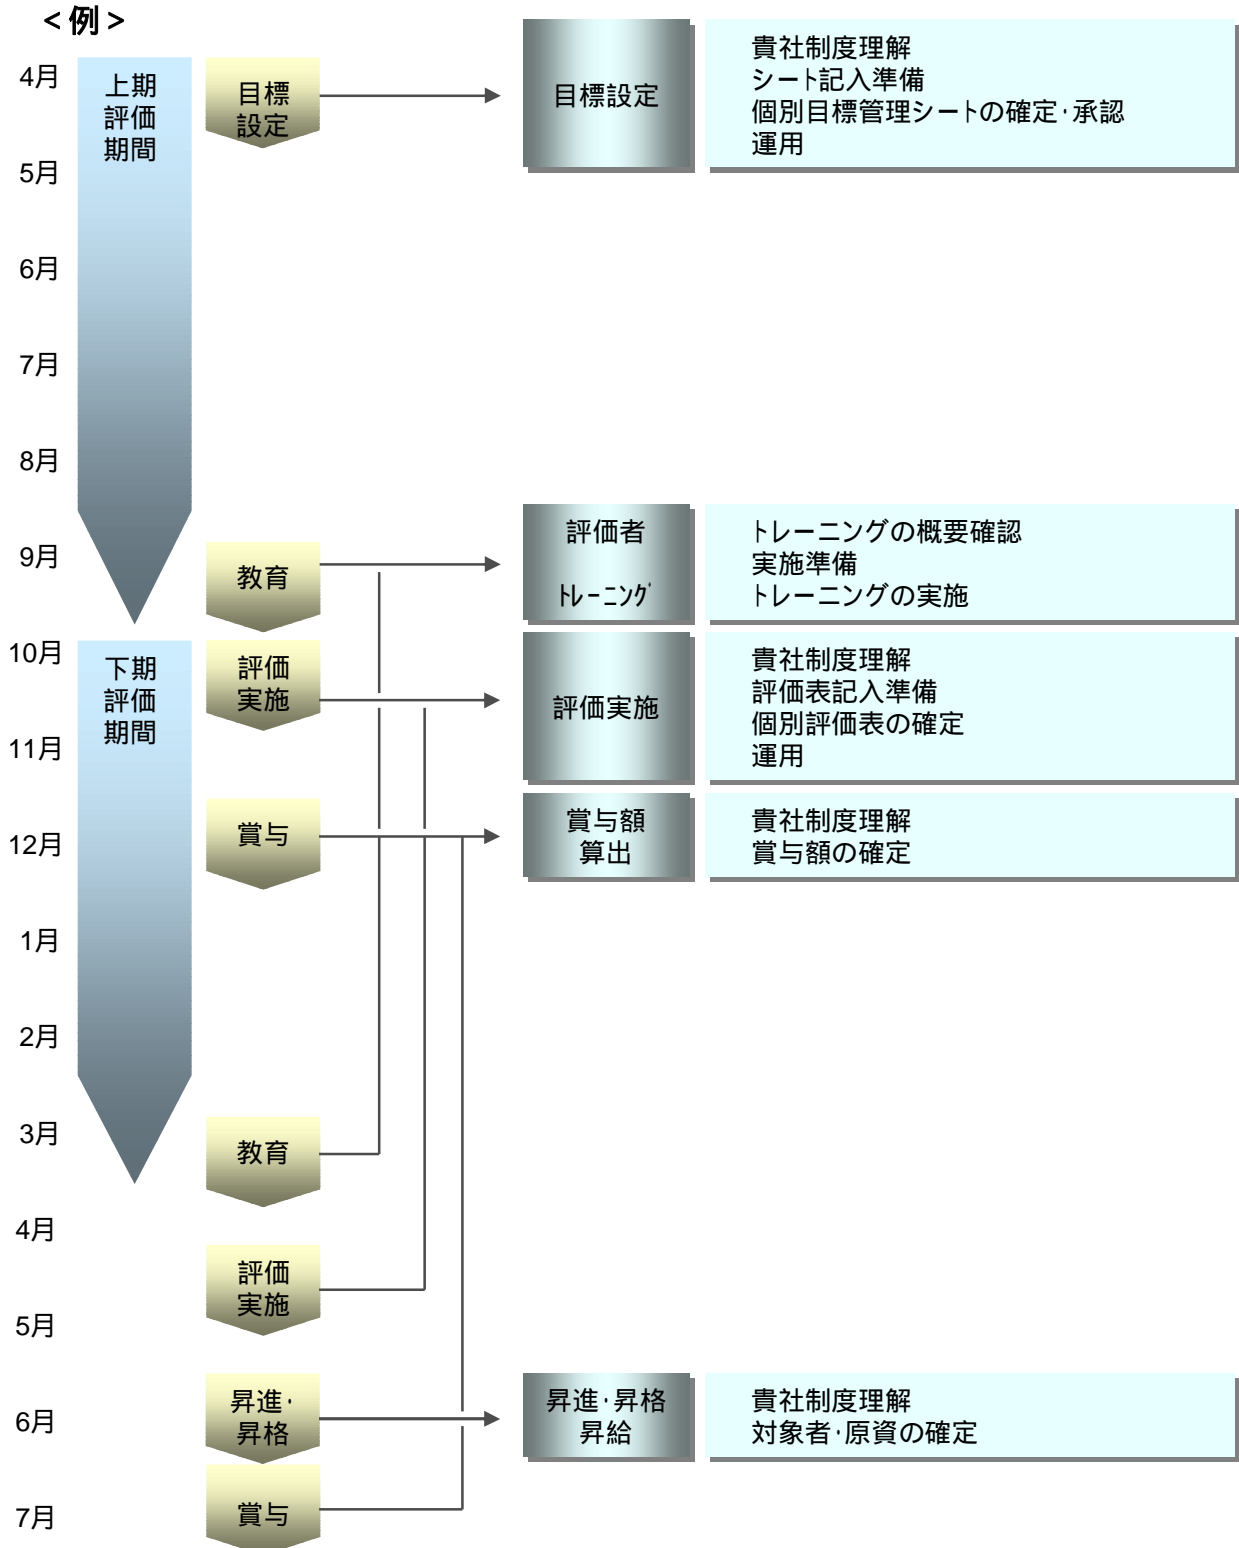 ＜例＞
4月
5月
6月
7月
8月
9月
10月
11月
12月
1月
2月
3月
4月
5月
6月
7月
上期
評価
期間
下期
評価
期間
目標
設定
目標設定
貴社制度理解
シート記入準備
個別目標管理シートの確定・承認
運用
教育
評価者
ﾄﾚｰﾆﾝｸﾞ
トレーニングの概要確認
実施準備
トレーニングの実施
評価
実施
評価実施
貴社制度理解
評価表記入準備
個別評価表の確定
運用
賞与
賞与額
算出
貴社制度理解
賞与額の確定
教育
評価
実施
昇進・
昇格
昇進・昇格
昇給
貴社制度理解
対象者・原資の確定
賞与